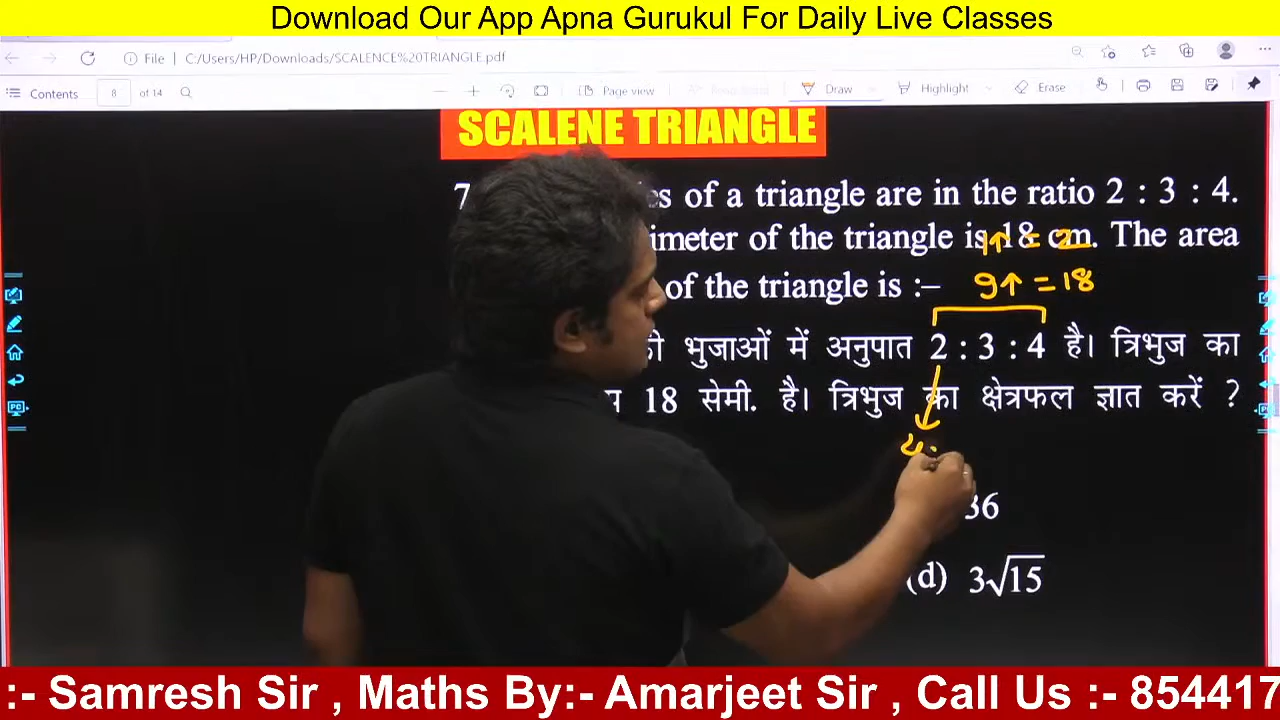 Download Our App Apna Gurukul For Daily Live Classes
File C:/Users/HP/Downloads/SCALENCE%20TRIANGLE.pdf
Contents 8 of 14 Page view Draw Highlight Erase
SCALENE TRIANGLE
7 of a triangle are in the ratio 2 : 3 : 4.
of the triangle is 18 cm. The area
1↑ = 2
of the triangle is :–
9↑ = 18
भुजाओं में अनुपात 2 : 3 : 4 है। त्रिभुज का
18 सेमी. है। त्रिभुज का क्षेत्रफल ज्ञात करें ?
4
36
(d) 3√15
:- Samresh Sir , Maths By:- Amarjeet Sir , Call Us :- 854417